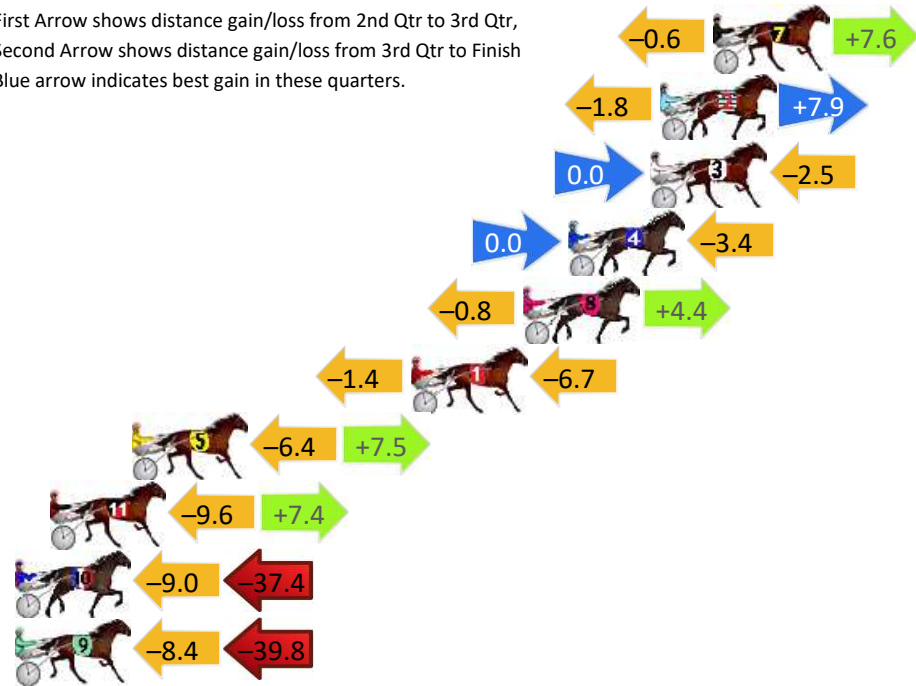 First Arrow shows distance gain/loss from 2nd Qtr to 3rd Qtr,
Second Arrow shows distance gain/loss from 3rd Qtr to Finish
Blue arrow indicates best gain in these quarters.
–0.6 7 +7.6
–1.8 2 +7.9
0.0 3 –2.5
0.0 4 –3.4
–0.8 8 +4.4
–1.4 1 –6.7
5 –6.4 +7.5
11 –9.6 +7.4
10 –9.0 –37.4
9 –8.4 –39.8